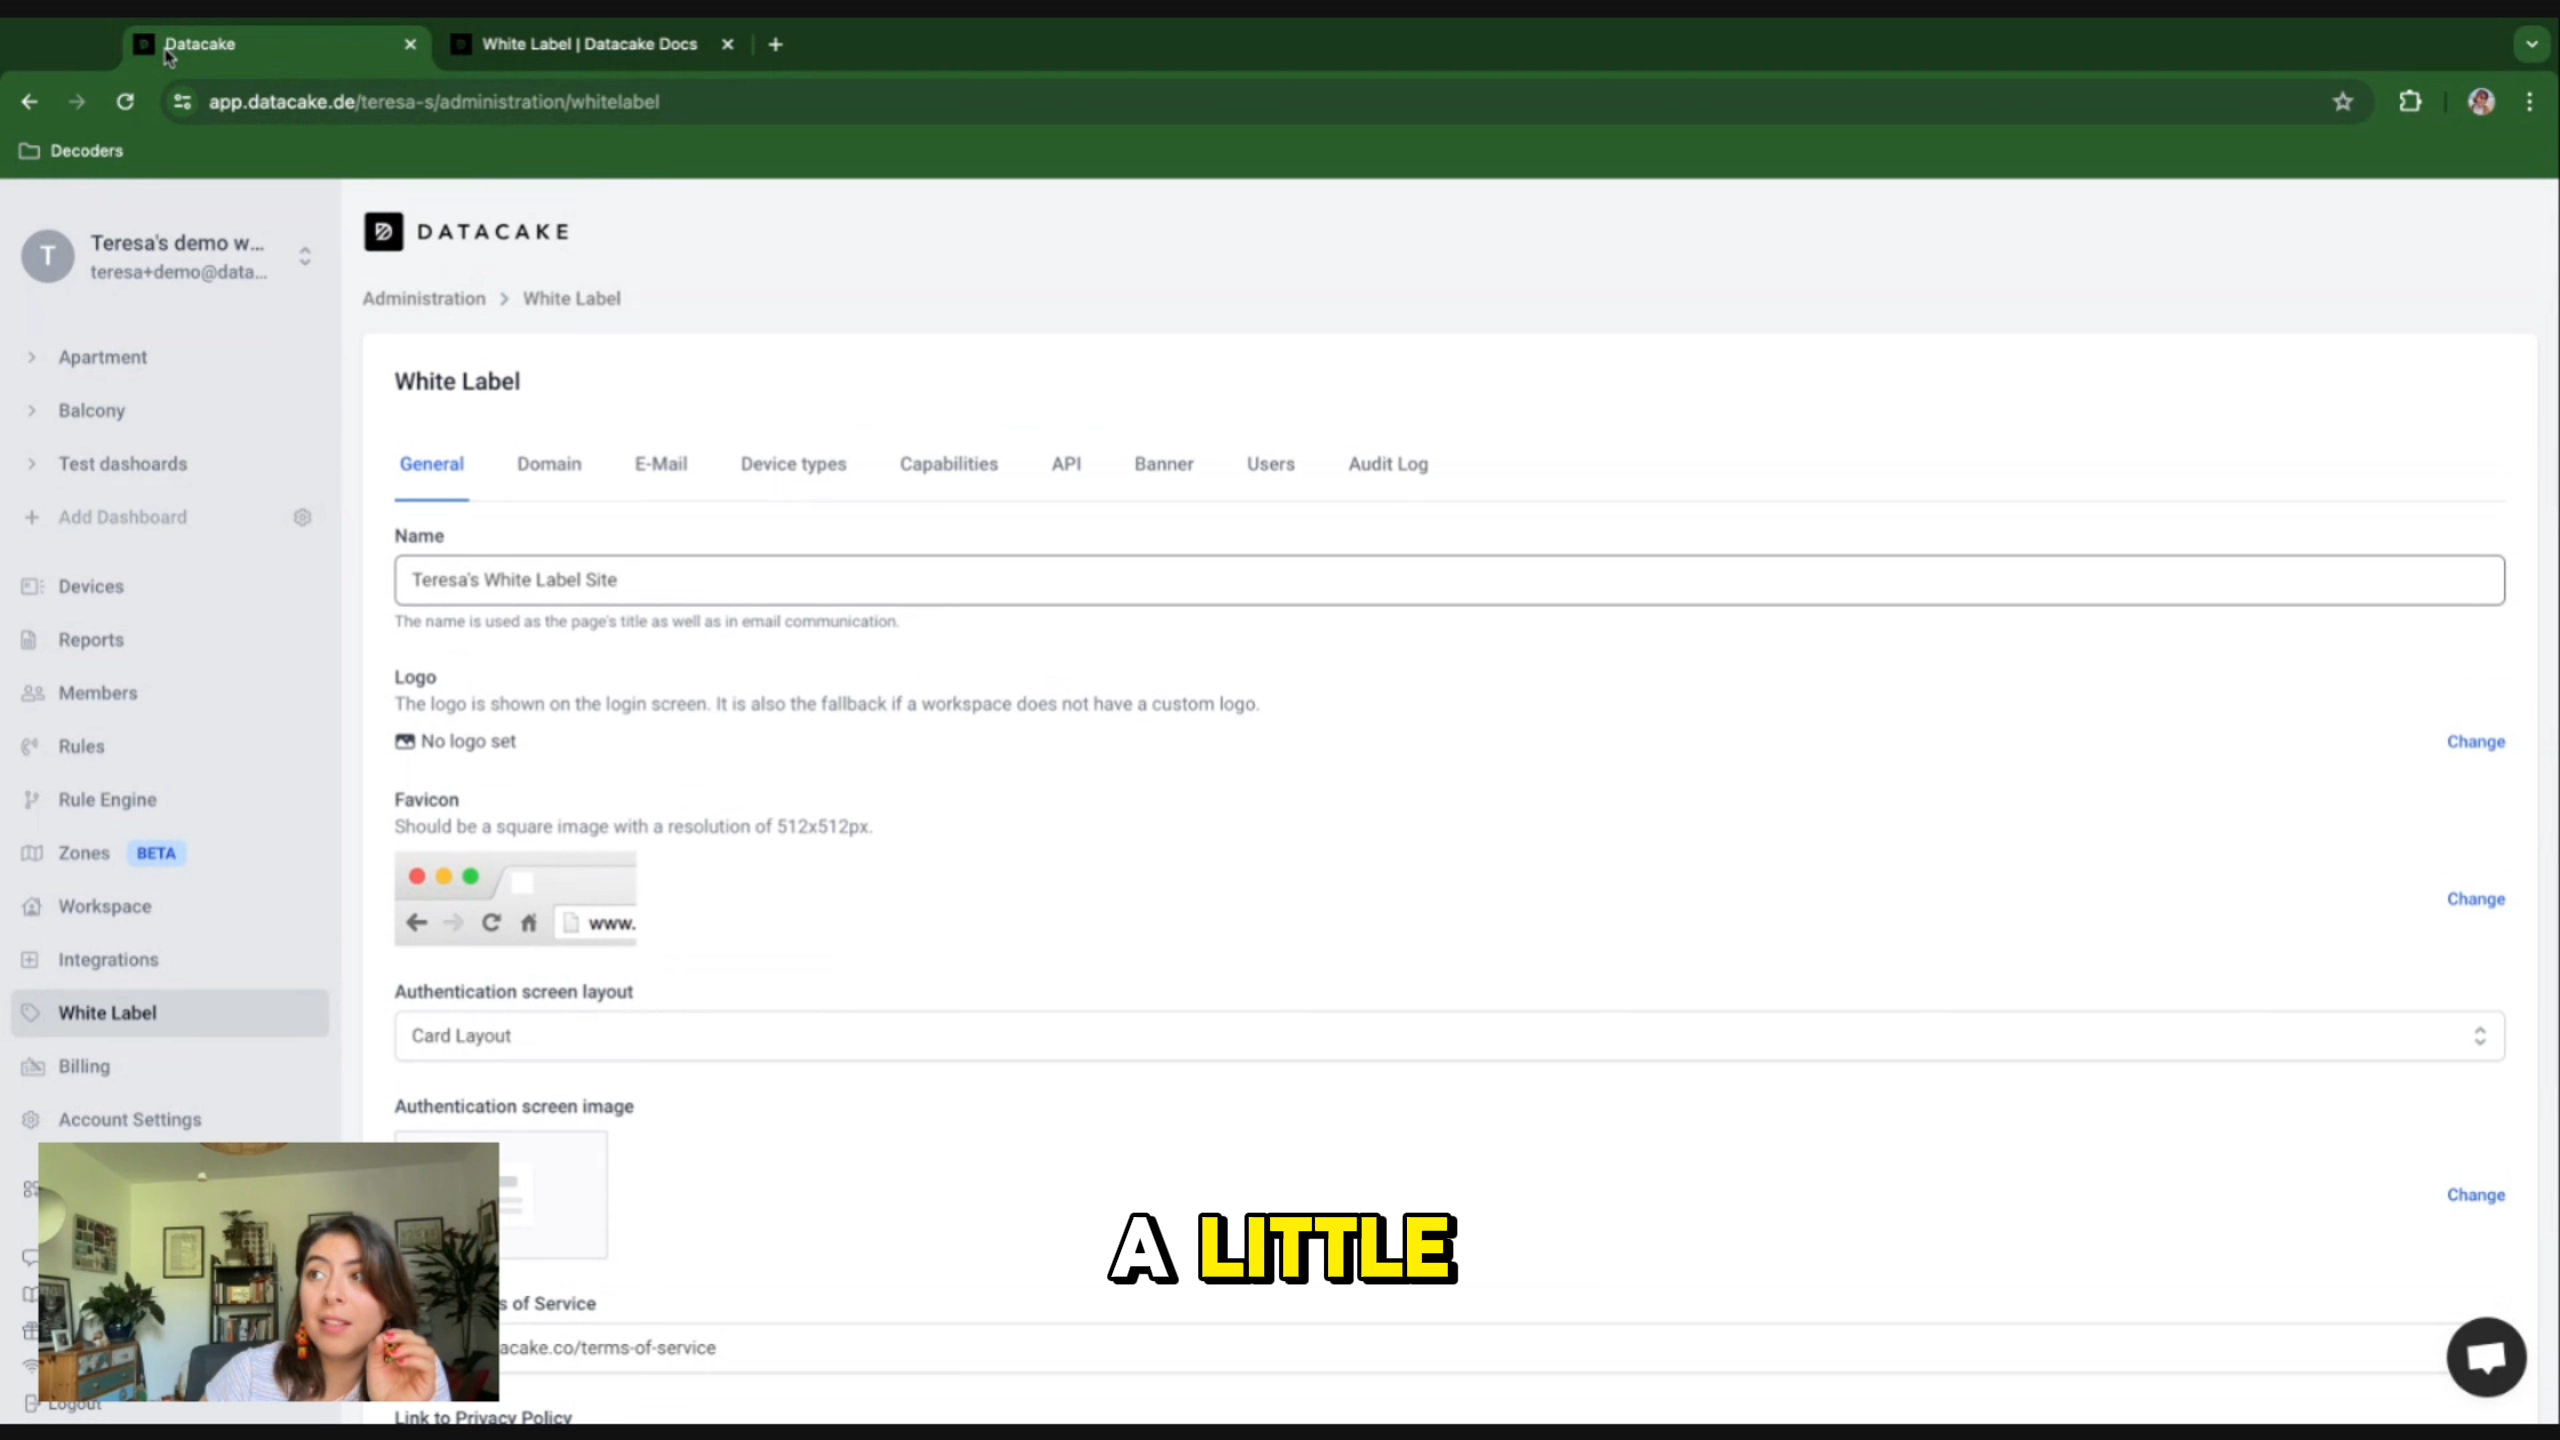 Datacake
White Label | Datacake Docs
app.datacake.de/teresa-s/administration/whitelabel
Decoders
T
Teresa's demo w...
teresa+demo@data...
DATACAKE
Administration > White Label
Apartment
Balcony
Test dashoards
Add Dashboard
Devices
Reports
Members
Rules
Rule Engine
Zones BETA
Workspace
Integrations
White Label
Billing
Account Settings
Logout
White Label
General Domain E-Mail Device types Capabilities API Banner Users Audit Log
Name
Teresa's White Label Site
The name is used as the page's title as well as in email communication.
Logo
The logo is shown on the login screen. It is also the fallback if a workspace does not have a custom logo.
No logo set Change
Favicon
Should be a square image with a resolution of 512x512px.
www.
Change
Authentication screen layout
Card Layout
Authentication screen image
Change
A LITTLE
s of Service
acake.co/terms-of-service
Link to Privacy Policy